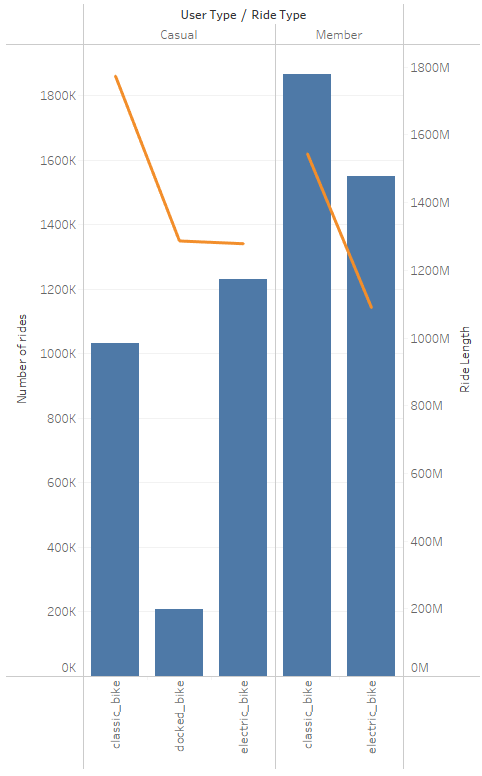 User Type / Ride Type
Casual
Member
1800K
1600K
1400K
1200K
1000K
800K
600K
400K
200K
0K
Number of rides
1800M
1600M
1400M
1200M
1000M
800M
600M
400M
200M
0M
Ride Length
classic_bike
docked_bike
electric_bike
classic_bike
electric_bike